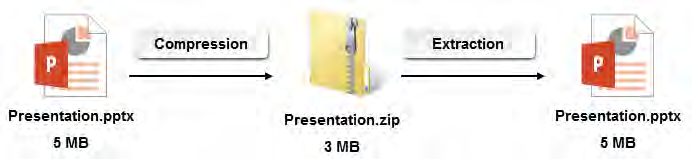 Compression
Extraction
P
P
Presentation.pptx
Presentation.zip
Presentation.pptx
5 MB
3 MB
5 MB